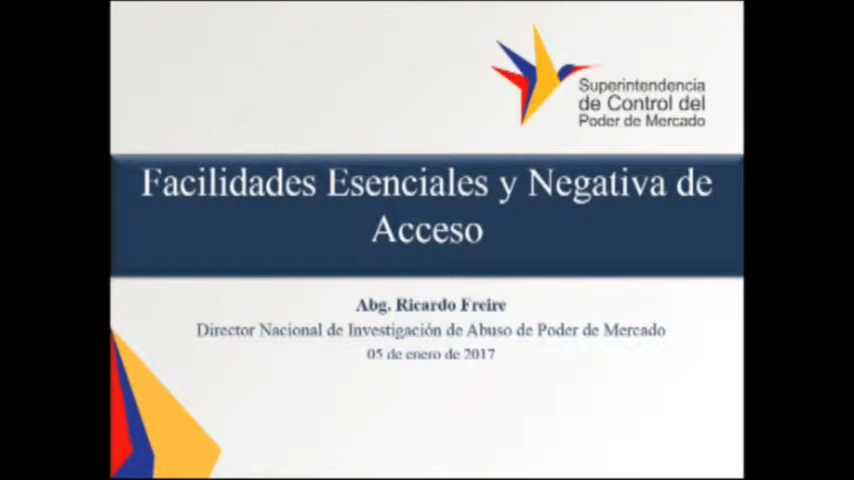 Superintendencia
de Control del
Poder de Mercado
Facilidades Esenciales y Negativa de
Acceso
Abg. Ricardo Freire
Director Nacional de Investigación de Abuso de Poder de Mercado
05 de enero de 2017